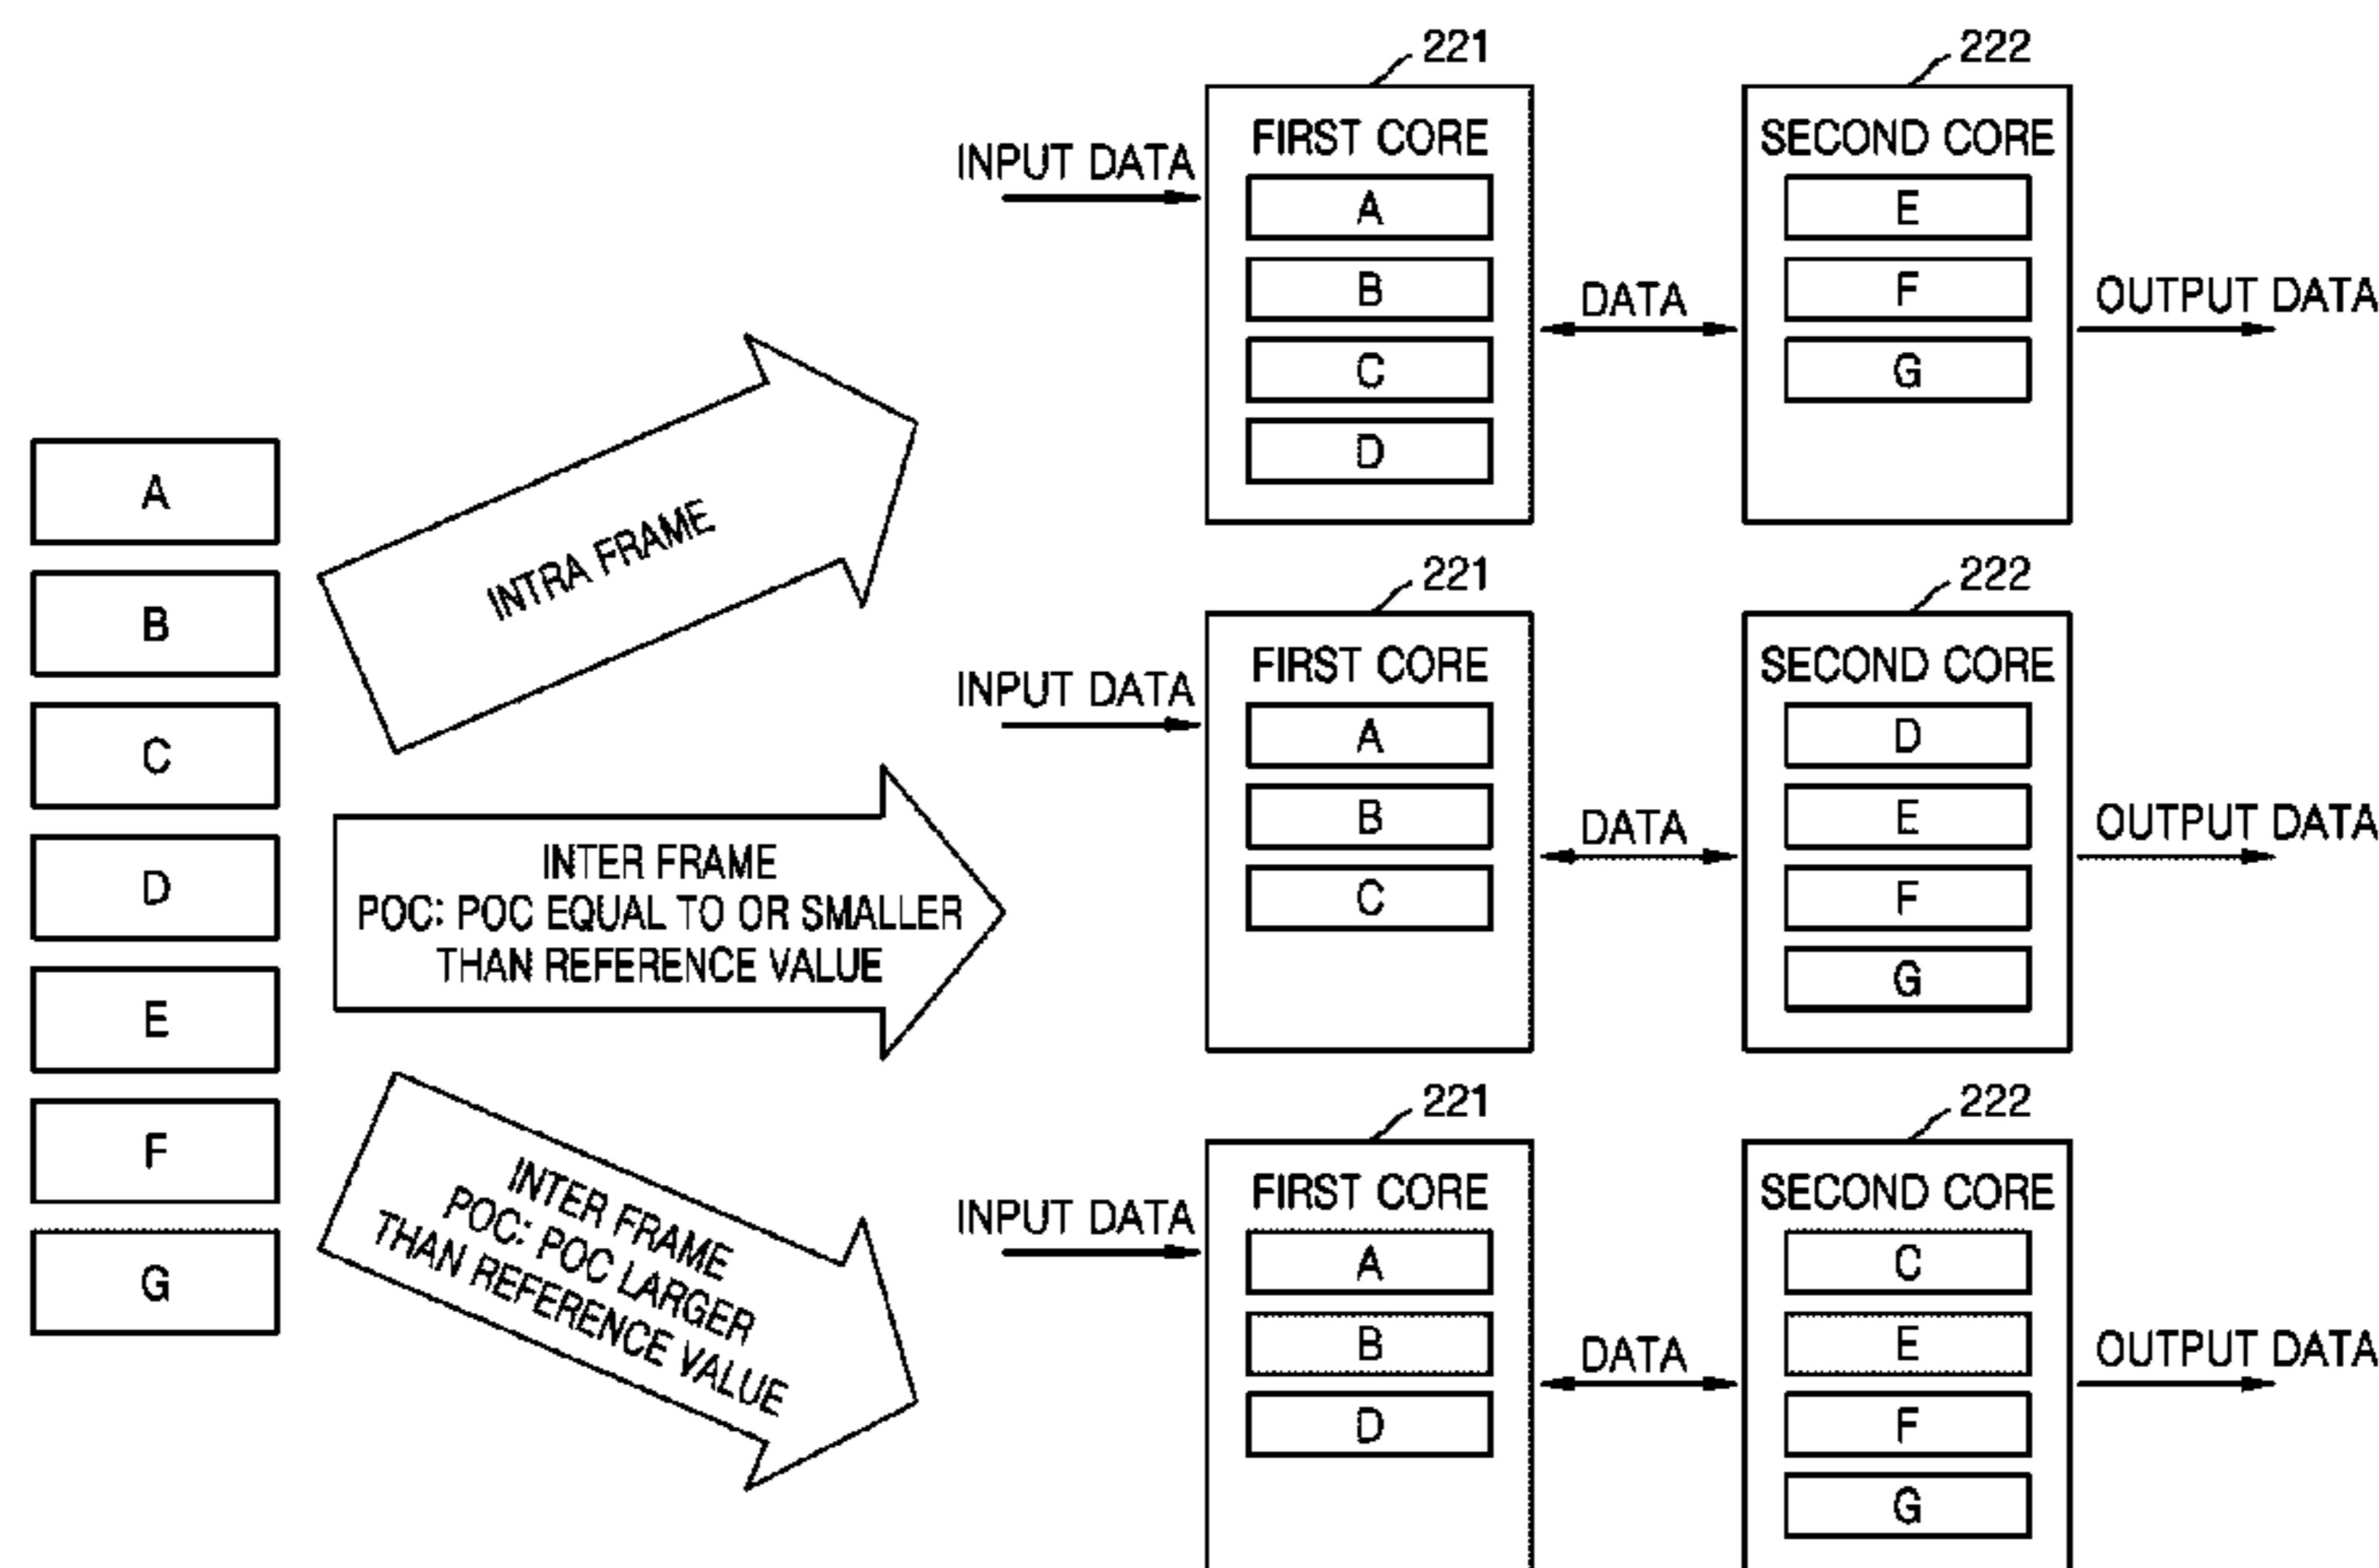 A
B
C
D
E
F
G
INTRA FRAME
INTER FRAME
POC: POC EQUAL TO OR SMALLER
THAN REFERENCE VALUE
INTER FRAME
POC: POC LARGER
THAN REFERENCE VALUE
INPUT DATA
221
FIRST CORE
A
B
C
D
DATA
222
SECOND CORE
E
F
G
OUTPUT DATA
INPUT DATA
221
FIRST CORE
A
B
C
DATA
222
SECOND CORE
D
E
F
G
OUTPUT DATA
INPUT DATA
221
FIRST CORE
A
B
D
DATA
222
SECOND CORE
C
E
F
G
OUTPUT DATA